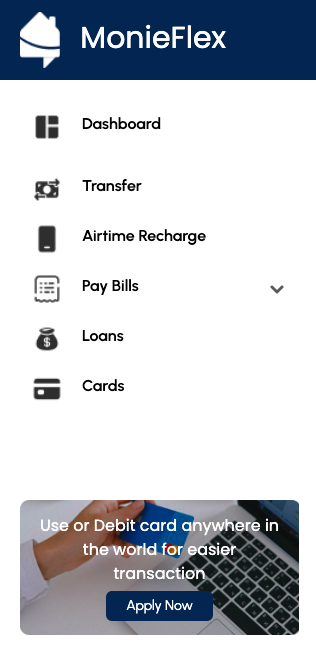 MonieFlex
Dashboard
Transfer
Airtime Recharge
Pay Bills
$
Loans
Cards
Use or Debit card anywhere in
the world for easier
transaction
Apply Now